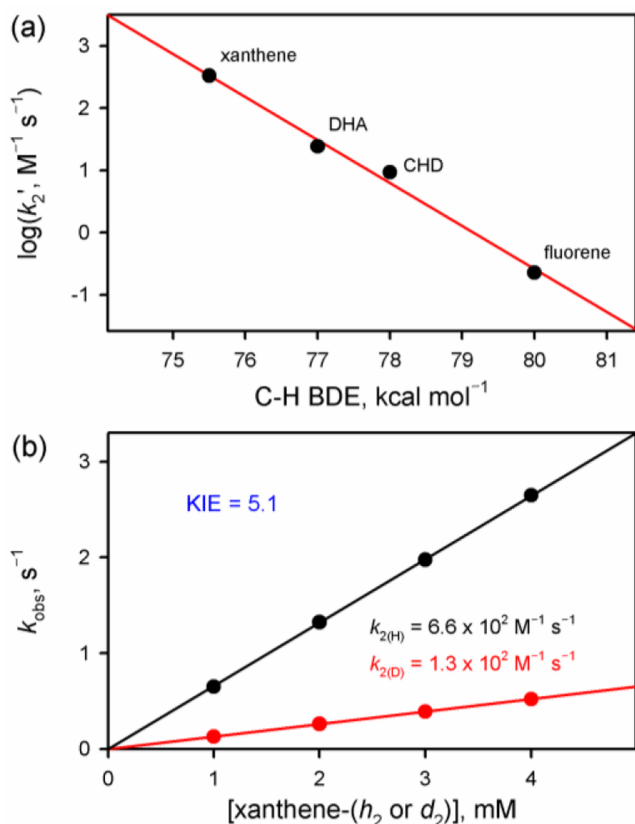 (a)
log(k₂', M⁻¹ s⁻¹)
3
2
1
0
-1
xanthene
DHA
CHD
fluorene
75 76 77 78 79 80 81
C-H BDE, kcal mol⁻¹
(b)
k_obs, s⁻¹
3
2
1
0
KIE = 5.1
k₂(H) = 6.6 x 10² M⁻¹ s⁻¹
k₂(D) = 1.3 x 10² M⁻¹ s⁻¹
0 1 2 3 4
[xanthene-(h₂ or d₂)], mM